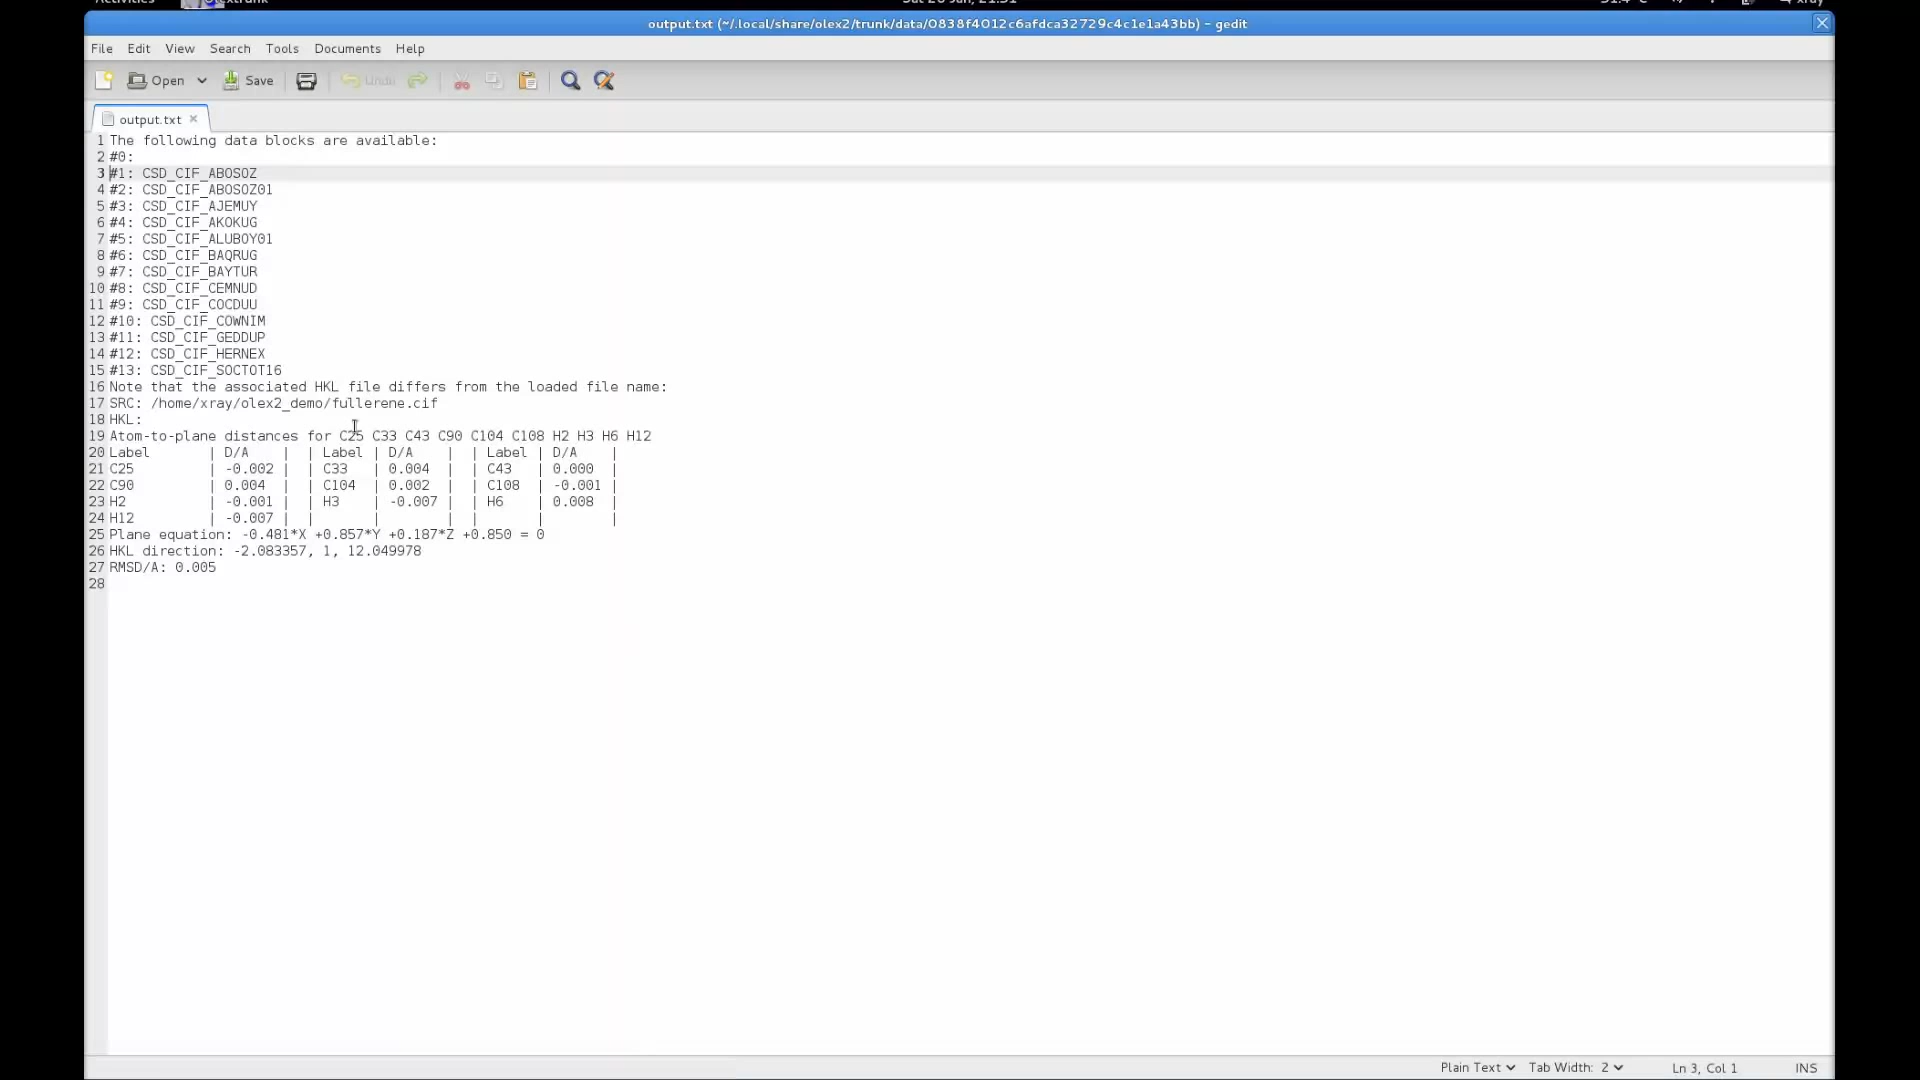 output.txt (~/.local/share/olex2/trunk/data/0838f4012c6afdca32729c4c1e1a43bb) - gedit
File Edit View Search Tools Documents Help
Open Save Undo
output.txt
1 The following data blocks are available:
2 #0:
3 #1: CSD_CIF_ABOSOZ
4 #2: CSD_CIF_ABOSOZ01
5 #3: CSD_CIF_AJEMUY
6 #4: CSD_CIF_AKOKUG
7 #5: CSD_CIF_ALUBOY01
8 #6: CSD_CIF_BAQRUG
9 #7: CSD_CIF_BAYTUR
10 #8: CSD_CIF_CEMNUD
11 #9: CSD_CIF_COCDUU
12 #10: CSD_CIF_COWNIM
13 #11: CSD_CIF_GEDDUP
14 #12: CSD_CIF_HERNEX
15 #13: CSD_CIF_SOCTOT16
16 Note that the associated HKL file differs from the loaded file name:
17 SRC: /home/xray/olex2_demo/fullerene.cif
18 HKL:
19 Atom-to-plane distances for C25 C33 C43 C90 C104 C108 H2 H3 H6 H12
20 Label | D/A | | Label | D/A | | Label | D/A |
21 C25 | -0.002 | | C33 | 0.004 | | C43 | 0.000 |
22 C90 | 0.004 | | C104 | 0.002 | | C108 | -0.001 |
23 H2 | -0.001 | | H3 | -0.007 | | H6 | 0.008 |
24 H12 | -0.007 | | | | | | |
25 Plane equation: -0.481*X +0.857*Y +0.187*Z +0.850 = 0
26 HKL direction: -2.083357, 1, 12.049978
27 RMSD/A: 0.005
28
Plain Text Tab Width: 2 Ln 3, Col 1 INS